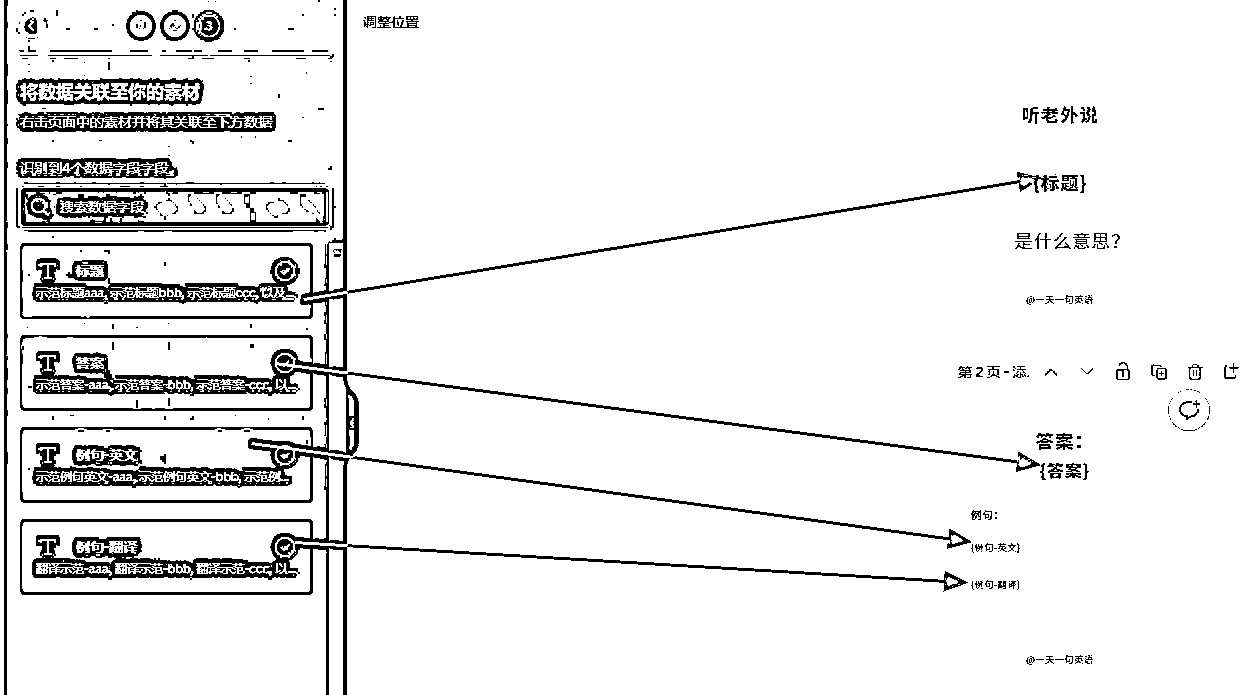 3
调整位置
将数据关联至你的素材
右击页面中的素材并将其关联至下方数据
识别到4个数据字段字段。
搜索数据字段
T 标题
示范标题aaa, 示范标题bbb, 示范标题ccc, 以及...
T 答案
示范答案-aaa, 示范答案-bbb, 示范答案-ccc, 以...
T 例句-英文
示范例句英文-aaa, 示范例句英文-bbb, 示范例...
T 例句-翻译
翻译示范-aaa, 翻译示范-bbb, 翻译示范-ccc, 以...
听老外说
{标题}
是什么意思?
@一天一句英语
第2页-添.
答案:
{答案}
例句:
{例句-英文}
{例句-翻译}
@一天一句英语